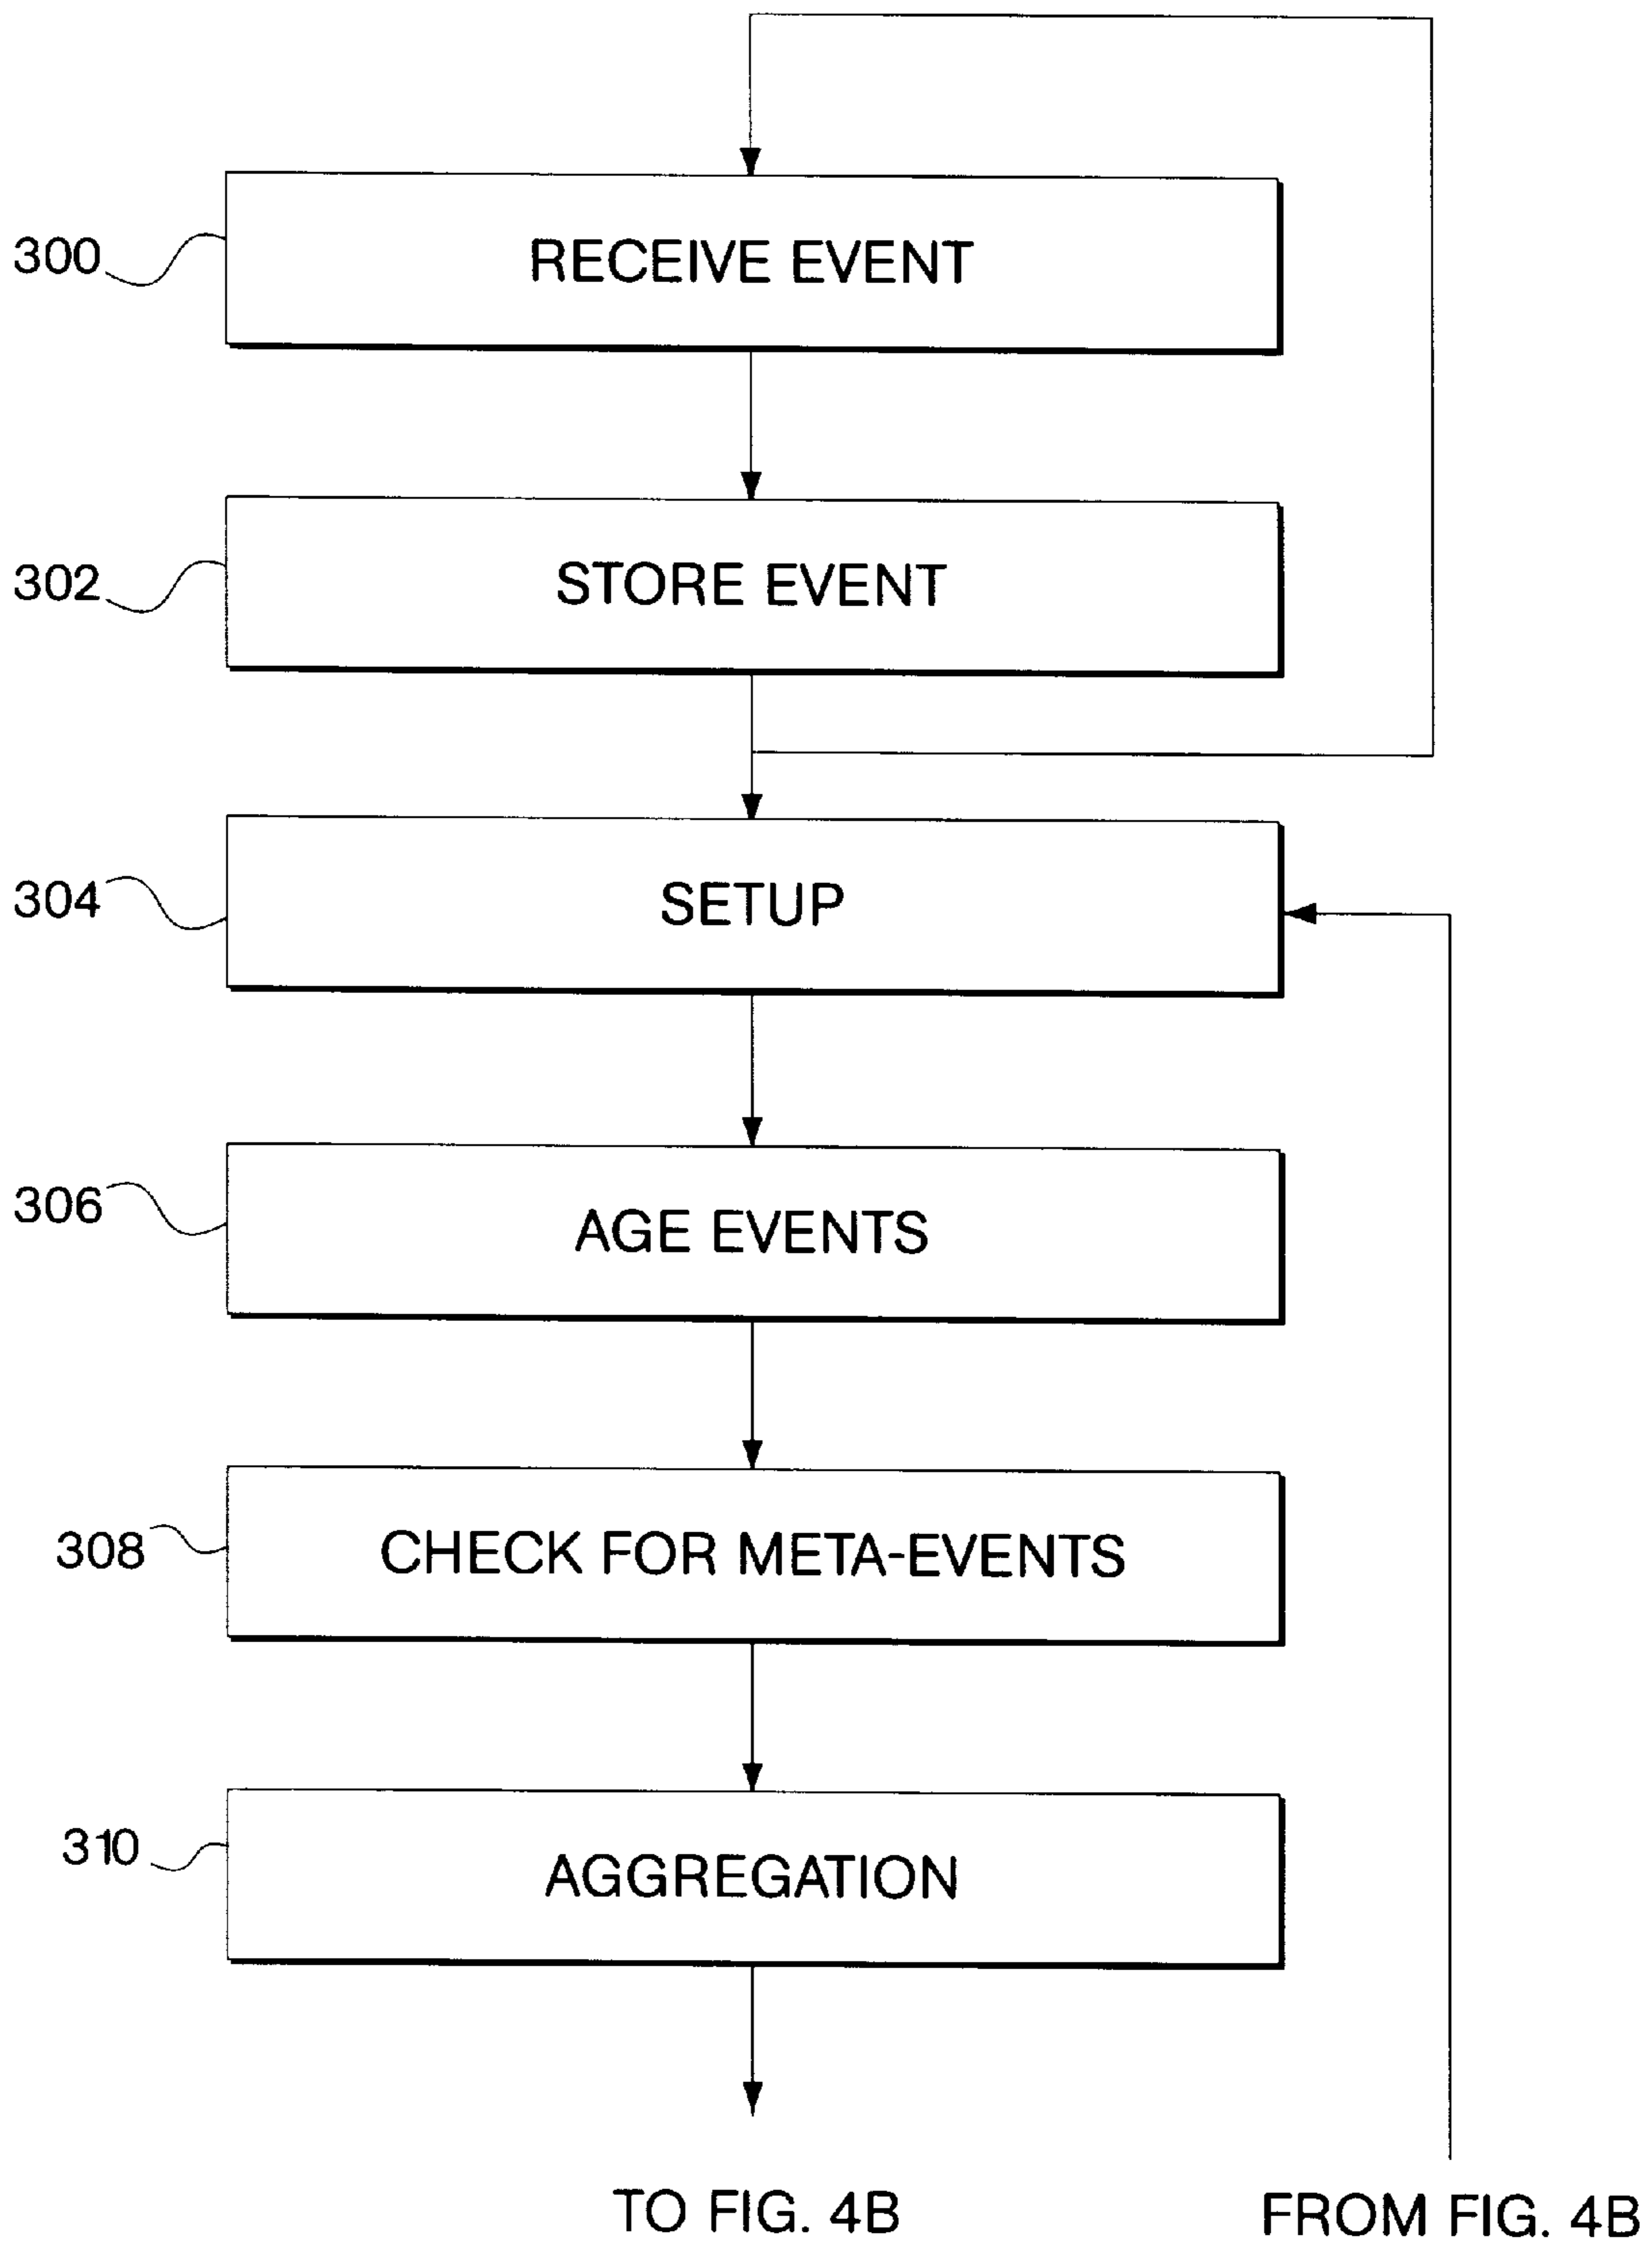 300
RECEIVE EVENT
302
STORE EVENT
304
SETUP
306
AGE EVENTS
308
CHECK FOR META-EVENTS
310
AGGREGATION
TO FIG. 4B
FROM FIG. 4B